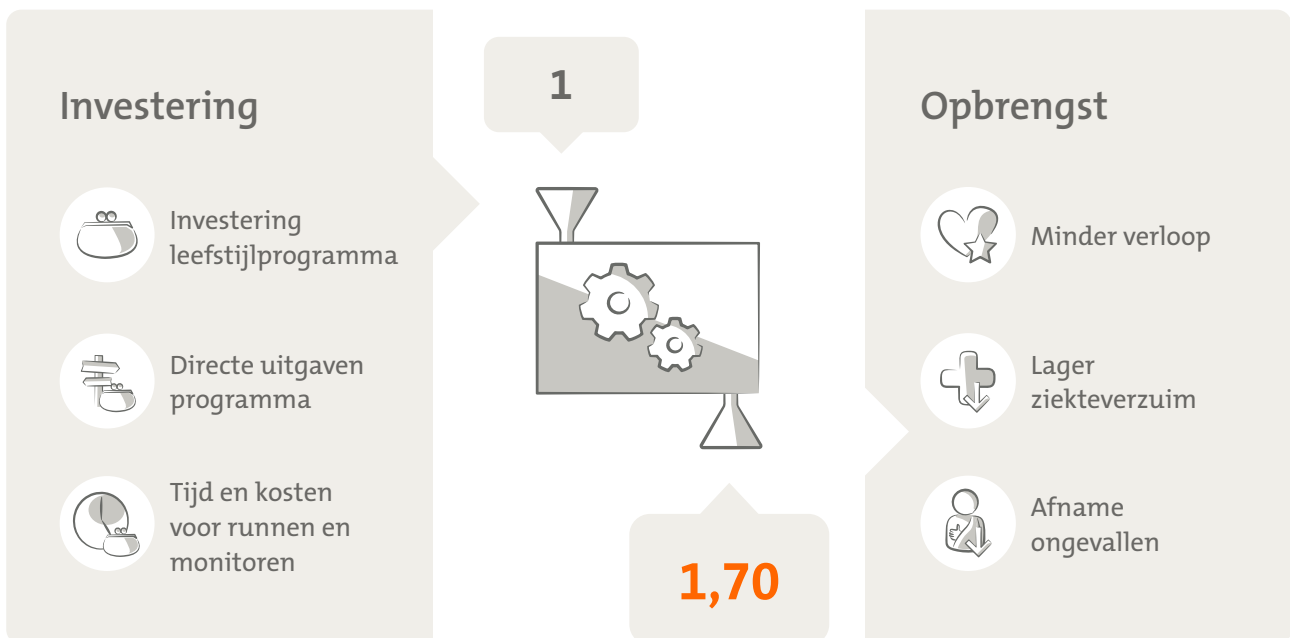 Investering
Investering
leefstijlprogramma
Directe uitgaven
programma
Tijd en kosten
voor runnen en
monitoren
1
1,70
Opbrengst
Minder verloop
Lager
ziekteverzuim
Afname
ongevallen